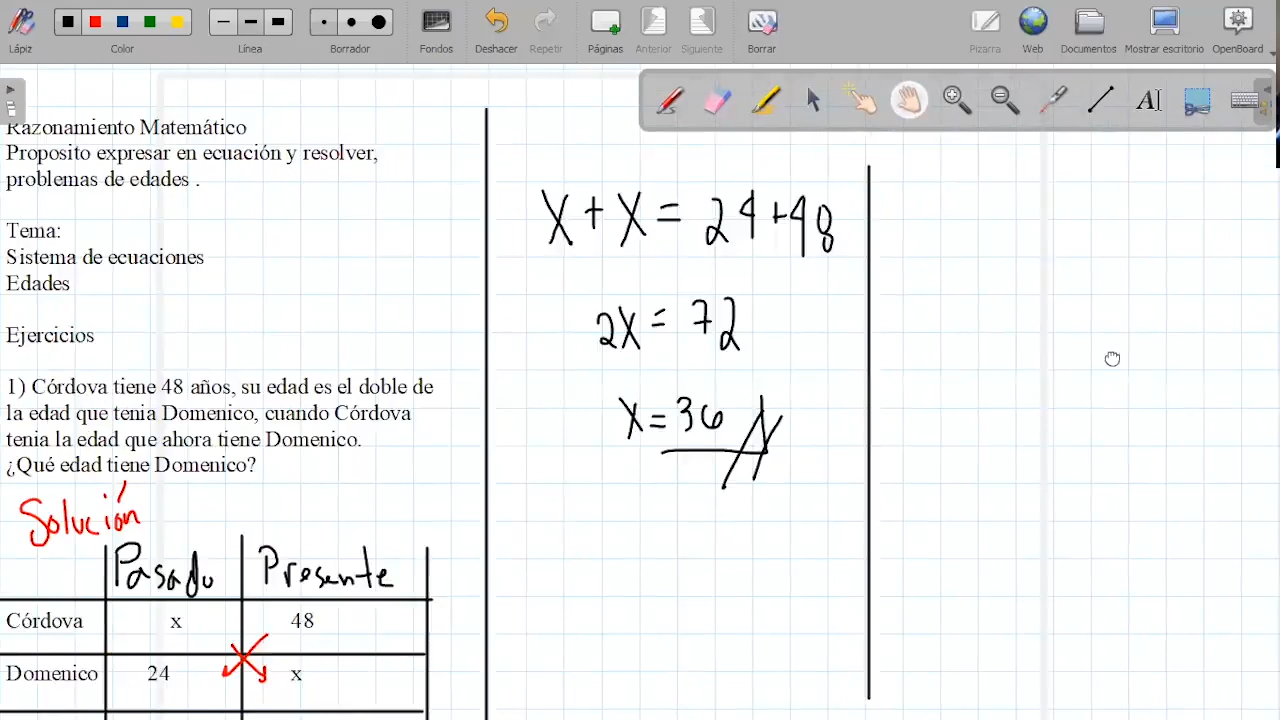 Lápiz
Color
Línea
Borrador
Fondos
Deshacer
Repetir
Páginas
Anterior
Siguiente
Borrar
Pizarra
Web
Documentos
Mostrar escritorio
OpenBoard
Razonamiento Matemático
Proposito expresar en ecuación y resolver,
problemas de edades .
Tema:
Sistema de ecuaciones
Edades
Ejercicios
1) Córdova tiene 48 años, su edad es el doble de
la edad que tenia Domenico, cuando Córdova
tenia la edad que ahora tiene Domenico.
¿Qué edad tiene Domenico?
Solución
Pasado Presente
Córdova x 48
Domenico 24 x
X + X = 24+48
2X = 72
X = 36